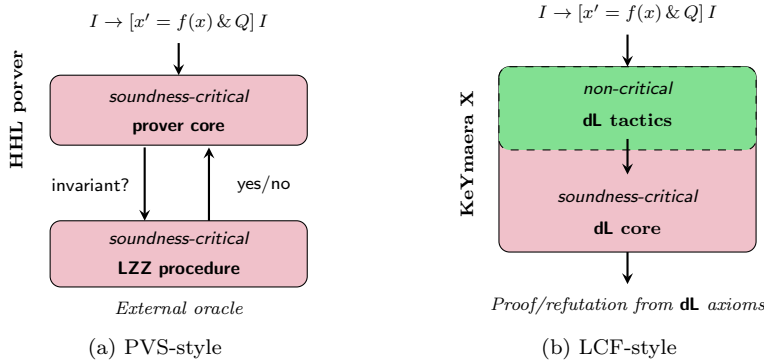 I → [x′ = f(x) & Q] I
HHL porver
soundness-critical
prover core
invariant?
yes/no
soundness-critical
LZZ procedure
External oracle
(a) PVS-style
I → [x′ = f(x) & Q] I
KeYmaera X
non-critical
dL tactics
soundness-critical
dL core
Proof/refutation from dL axioms
(b) LCF-style